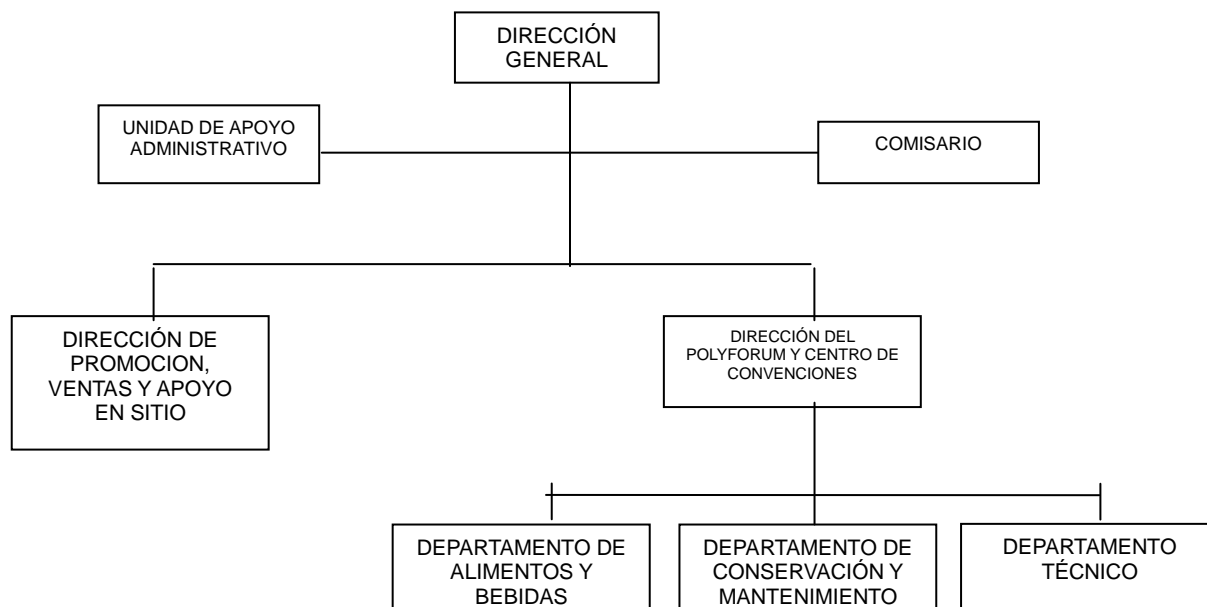 DIRECCIÓN
GENERAL
UNIDAD DE APOYO
ADMINISTRATIVO
COMISARIO
DIRECCIÓN DE
PROMOCION,
VENTAS Y APOYO
EN SITIO
DIRECCIÓN DEL
POLYFORUM Y CENTRO DE
CONVENCIONES
DEPARTAMENTO DE
ALIMENTOS Y
BEBIDAS
DEPARTAMENTO DE
CONSERVACIÓN Y
MANTENIMIENTO
DEPARTAMENTO
TÉCNICO